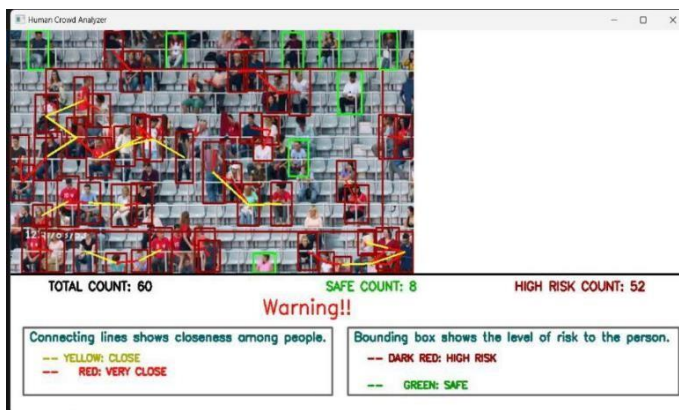 Human Crowd Analyzer
TOTAL COUNT: 60 SAFE COUNT: 8 HIGH RISK COUNT: 52
Warning!!
Connecting lines shows closeness among people.
-- YELLOW: CLOSE
-- RED: VERY CLOSE
Bounding box shows the level of risk to the person.
-- DARK RED: HIGH RISK
-- GREEN: SAFE